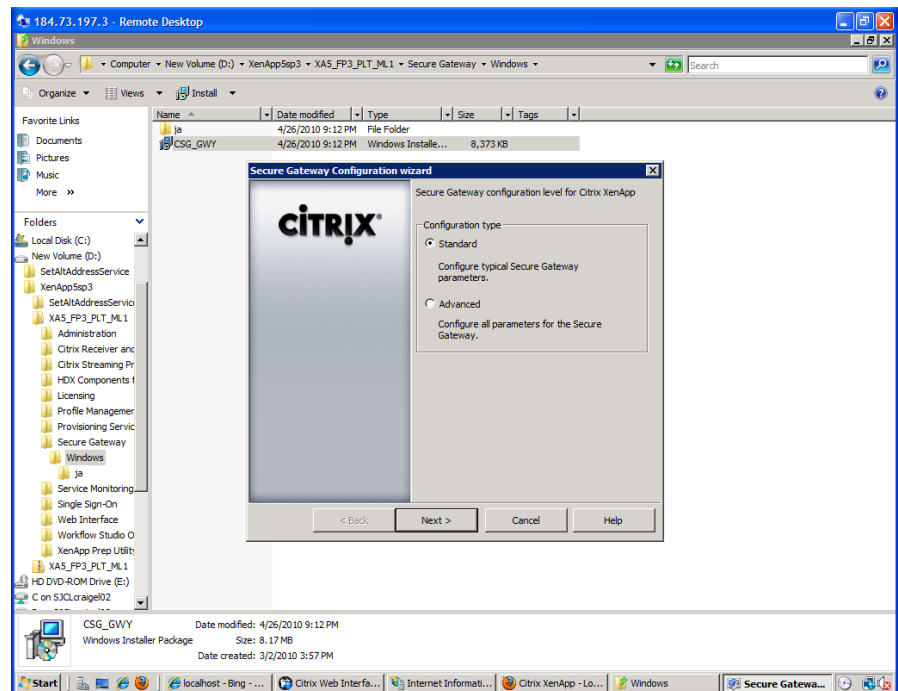 184.73.197.3 - Remote Desktop
Windows
Computer New Volume (D:) XenApp5sp3 XA5_FP3_PLT_ML1 Secure Gateway Windows
Search
Organize Views Install
Favorite Links
Documents
Pictures
Music
More »
Folders
Local Disk (C:)
New Volume (D:)
SetAltAddressService
XenApp5sp3
SetAltAddressServic
XA5_FP3_PLT_ML1
Administration
Citrix Receiver and
Citrix Streaming Pr
HDX Components f
Licensing
Profile Managemen
Provisioning Servic
Secure Gateway
Windows
ja
Service Monitoring
Single Sign-On
Web Interface
Workflow Studio O
XenApp Prep Utility
XA5_FP3_PLT_ML1
HD DVD-ROM Drive (E:)
C on SJCLcraigel02
Name Date modified Type Size Tags
ja 4/26/2010 9:12 PM File Folder
CSG_GWY 4/26/2010 9:12 PM Windows Installe... 8,373 KB
Secure Gateway Configuration wizard
CİTRIX®
Secure Gateway configuration level for Citrix XenApp
Configuration type
Standard
Configure typical Secure Gateway
parameters.
Advanced
Configure all parameters for the Secure
Gateway.
< Back Next > Cancel Help
CSG_GWY Date modified: 4/26/2010 9:12 PM
Windows Installer Package Size: 8.17 MB
Date created: 3/2/2010 3:57 PM
Start localhost - Bing - ... Citrix Web Interfa... Internet Informati... Citrix XenApp - Lo... Windows Secure Gatewa...